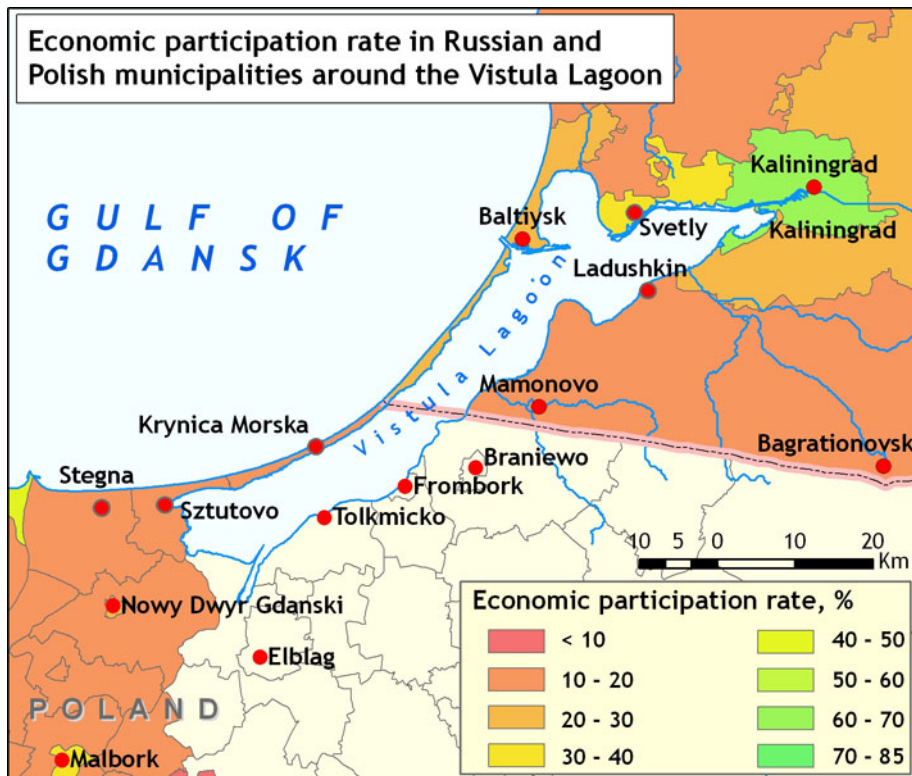 Economic participation rate in Russian and
Polish municipalities around the Vistula Lagoon
GULF OF
GDANSK
Kaliningrad
Baltiysk
Svetly
Kaliningrad
Ladushkin
Vistula Lagoon
Mamonovo
Krynica Morska
Bagrationovsk
Braniewo
Stegna
Frombork
Sztutovo
Tolkmicko
10 5 0 10 20
Km
Nowy Dwyr Gdanski
Elblag
POLAND
Malbork
Economic participation rate, %
< 10
10 - 20
20 - 30
30 - 40
40 - 50
50 - 60
60 - 70
70 - 85